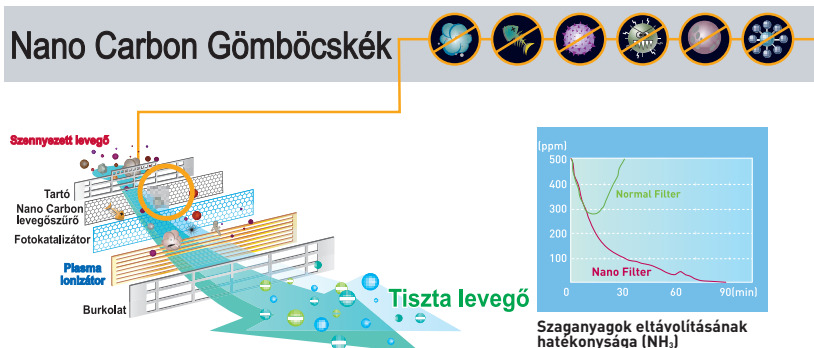 Nano Carbon Gömböcskék
Szennyezett levegő
Tartó
Nano Carbon
levegőszűrő
Fotokatalizátor
Plasma
ionizátor
Burkolat
Tiszta levegő
(ppm)
500
400
300
200
100
Normal Filter
Nano Filter
0 30 60 90(min)
Szaganyagok eltávolításának
hatékonysága (NH₃)